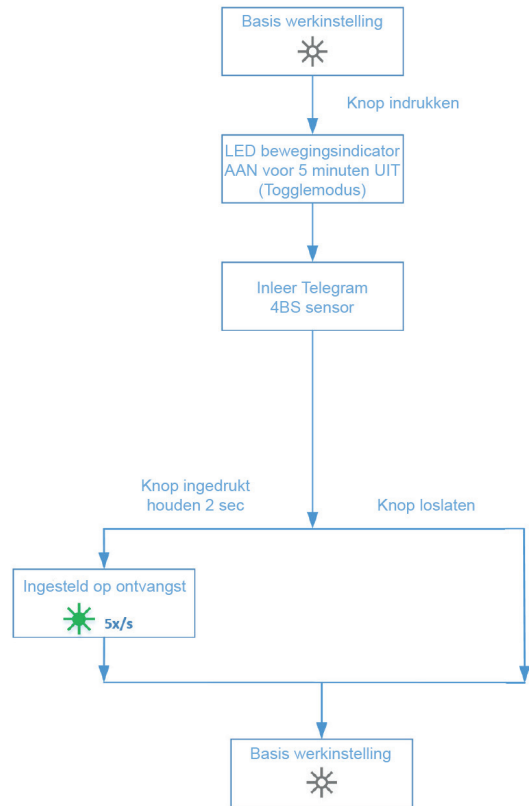 Basis werkinstelling
Knop indrukken
LED bewegingsindicator
AAN voor 5 minuten UIT
(Togglemodus)
Inleer Telegram
4BS sensor
Knop ingedrukt
houden 2 sec
Knop loslaten
Ingesteld op ontvangst
5x/s
Basis werkinstelling